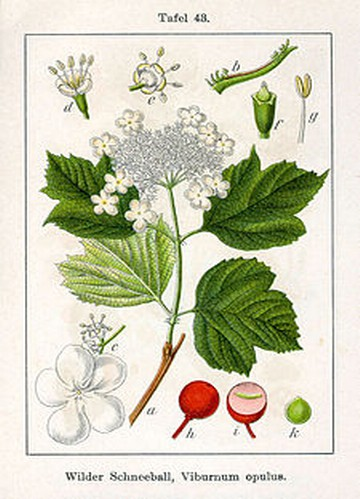 Tafel 43.
d
e
b
f
g
c
a
h
i
k
Wilder Schneeball, Viburnum opulus.